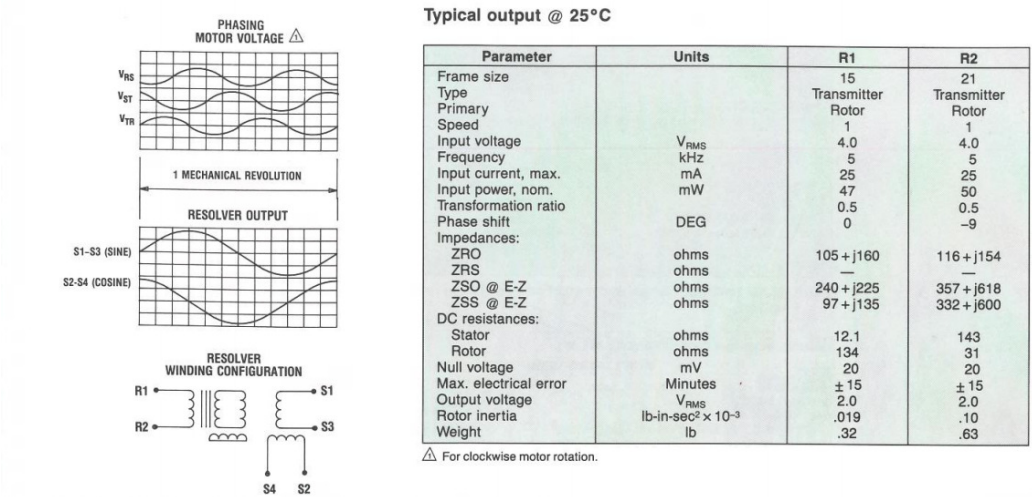 PHASING
MOTOR VOLTAGE ⚠1
VRS
VST
VTR
1 MECHANICAL REVOLUTION
RESOLVER OUTPUT
S1–S3 (SINE)
S2-S4 (COSINE)
RESOLVER
WINDING CONFIGURATION
R1
S1
R2
S3
S4 S2
Typical output @ 25°C
Parameter Units R1 R2
Frame size 15 21
Type Transmitter Transmitter
Primary Rotor Rotor
Speed 1 1
Input voltage VRMS 4.0 4.0
Frequency kHz 5 5
Input current, max. mA 25 25
Input power, nom. mW 47 50
Transformation ratio 0.5 0.5
Phase shift DEG 0 –9
Impedances:
ZRO ohms 105 + j160 116 + j154
ZRS ohms — —
ZSO @ E-Z ohms 240 + j225 357 + j618
ZSS @ E-Z ohms 97 + j135 332 + j600
DC resistances:
Stator ohms 12.1 143
Rotor ohms 134 31
Null voltage mV 20 20
Max. electrical error Minutes ± 15 ± 15
Output voltage VRMS 2.0 2.0
Rotor inertia lb-in-sec² × 10⁻³ .019 .10
Weight lb .32 .63
⚠1 For clockwise motor rotation.